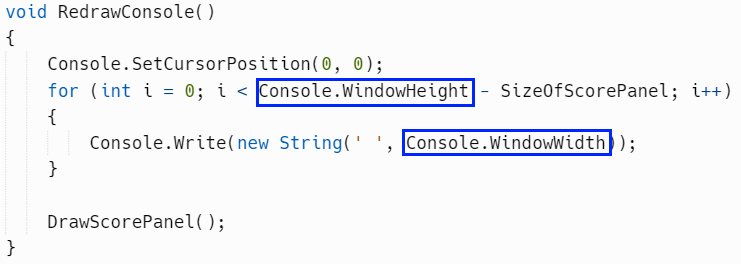 void RedrawConsole()
{
    Console.SetCursorPosition(0, 0);
    for (int i = 0; i < Console.WindowHeight - SizeOfScorePanel; i++)
    {
        Console.Write(new String(' ', Console.WindowWidth));
    }

    DrawScorePanel();
}